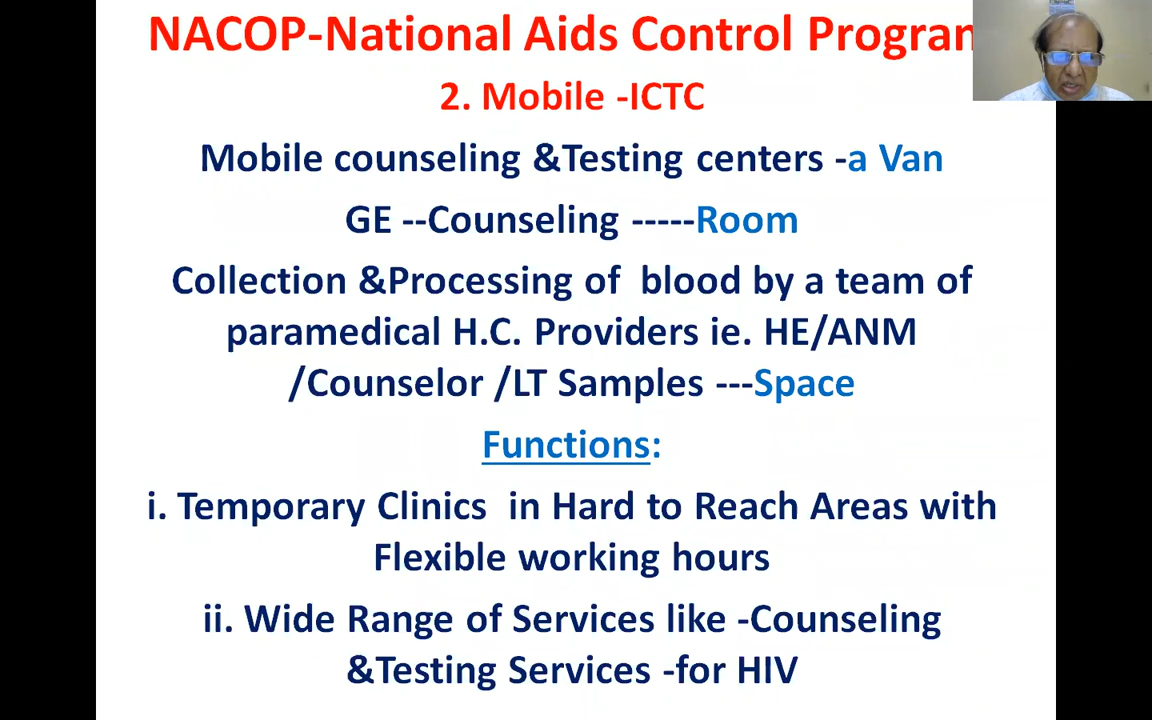 NACOP-National Aids Control Program
2. Mobile -ICTC
Mobile counseling &Testing centers -a Van
GE --Counseling -----Room
Collection &Processing of blood by a team of
paramedical H.C. Providers ie. HE/ANM
/Counselor /LT Samples ---Space
Functions:
i. Temporary Clinics in Hard to Reach Areas with
Flexible working hours
ii. Wide Range of Services like -Counseling
&Testing Services -for HIV